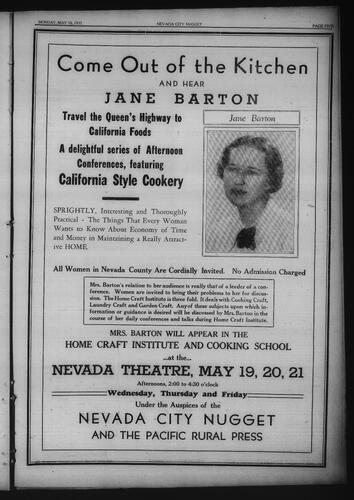 MONDAY, MAY 10, 1937
NEVADA CITY NUGGET
PAGE FIVE
Come Out of the Kitchen
AND HEAR
JANE BARTON
Travel the Queen's Highway to
California Foods
A delightful series of Afternoon
Conferences, featuring
California Style Cookery
Jane Barton
SPRIGHTLY, Interesting and Thoroughly
Practical - The Things That Every Woman
Wants to Know About Economy of Time
and Money in Maintaining a Really Attract-
ive HOME.
All Women in Nevada County Are Cordially Invited. No Admission Charged
Mrs. Barton's relation to her audience is really that of a leader of a con-
ference. Women are invited to bring their problems to her for discus-
sion. The Home Craft Institute is three fold. It deals with Cooking Craft,
Laundry Craft and Garden Craft. Any of these subjects upon which in-
formation or guidance is desired will be discussed by Mrs. Barton in the
course of her daily conferences and talks during Home Craft Institute.
MRS. BARTON WILL APPEAR IN THE
HOME CRAFT INSTITUTE AND COOKING SCHOOL
...at the...
NEVADA THEATRE, MAY 19, 20, 21
Afternoons, 2:00 to 4:30 o'clock
Wednesday, Thursday and Friday
Under the Auspices of the
NEVADA CITY NUGGET
AND THE PACIFIC RURAL PRESS